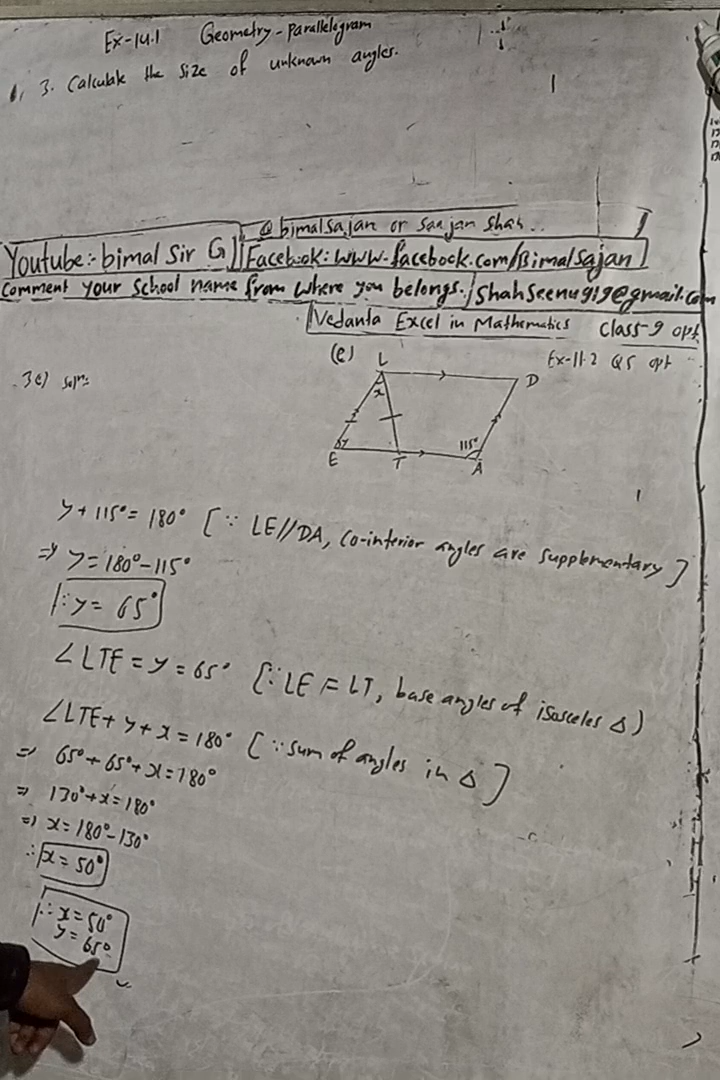 Ex-14.1 Geometry-parallelogram
3. Calculate the size of unknown angles.
@ bimalsajan or Saajan Shah..
Youtube:- bimal Sir G
Facebook: www.facebook.com/Bimalsajan
Comment your School name from where you belongs.
Shahseenu919@gmail.com
Vedanta Excel in Mathematics Class-9 opt
Ex-11.2 Q5 opt
3e) solⁿ:
(e)
L
D
x
y
115°
E
T
A
y + 115° = 180° [∵ LE//DA, co-interior angles are supplementary]
⇒ y = 180° - 115°
∴ y = 65°
∠LTE = y = 65° [∵ LE = LT, base angles of isosceles Δ)
∠LTE + y + x = 180° [∵ sum of angles in Δ]
⇒ 65° + 65° + x = 180°
⇒ 130° + x = 180°
⇒ x = 180° - 130°
∴ x = 50°
∴ x = 50°
y = 65°